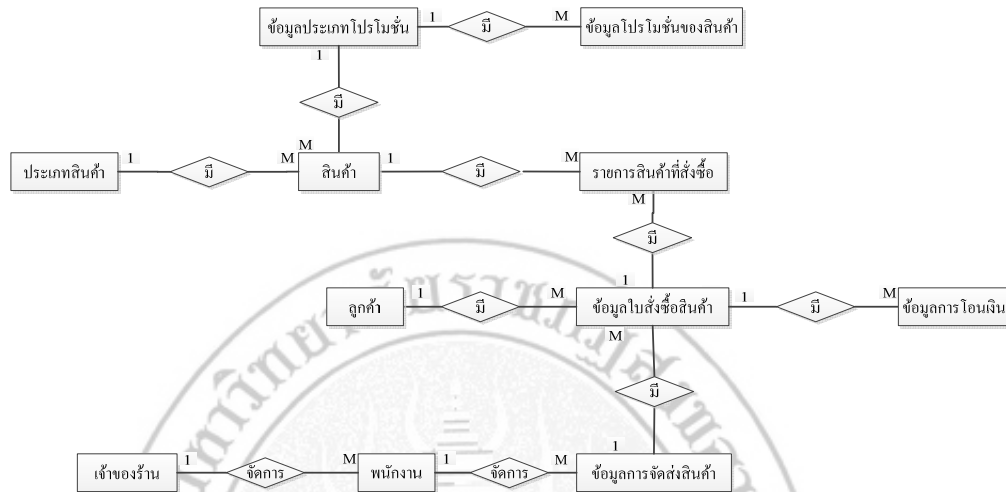 ข้อมูลประเภทโปรโมชั่น 1 มี M ข้อมูลโปรโมชั่นของสินค้า
1
มี
M
ประเภทสินค้า 1 มี M สินค้า 1 มี M รายการสินค้าที่สั่งซื้อ
M
มี
1
ลูกค้า 1 มี M ข้อมูลใบสั่งซื้อสินค้า 1 มี M ข้อมูลการโอนเงิน
M
มี
1
เจ้าของร้าน 1 จัดการ M พนักงาน 1 จัดการ M ข้อมูลการจัดส่งสินค้า